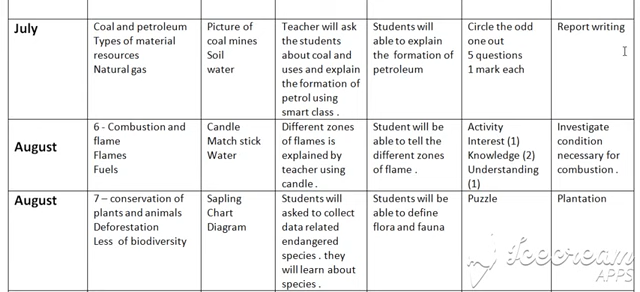 July
Coal and petroleum
Types of material
resources
Natural gas
Picture of
coal mines
Soil
water
Teacher will ask
the students
about coal and
uses and explain
the formation of
petrol using
smart class .
Students will
able to explain
the formation of
petroleum
Circle the odd
one out
5 questions
1 mark each
Report writing
August
6 - Combustion and
flame
Flames
Fuels
Candle
Match stick
Water
Different zones
of flames is
explained by
teacher using
candle .
Student will be
able to tell the
different zones
of flame .
Activity
Interest (1)
Knowledge (2)
Understanding
(1)
Investigate
condition
necessary for
combustion .
August
7 – conservation of
plants and animals
Deforestation
Less of biodiversity
Sapling
Chart
Diagram
Students will
asked to collect
data related
endangered
species . they
will learn about
species .
Students will be
able to define
flora and fauna
Puzzle
Plantation
Icecream
APPS